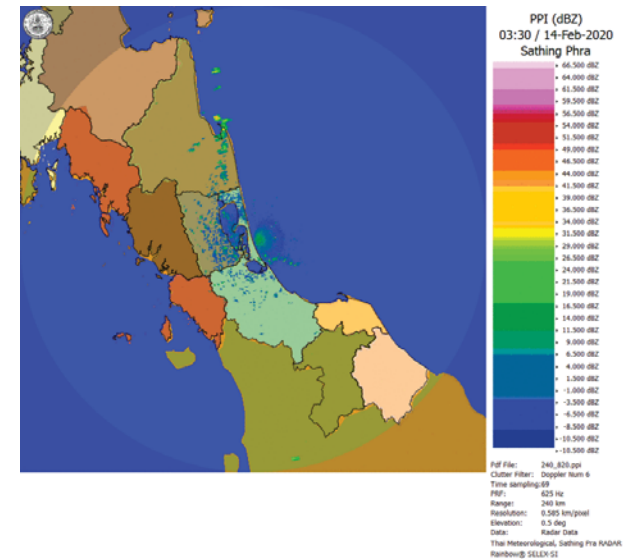 PPI (dBZ)
03:30 / 14-Feb-2020
Sathing Phra
66.500 dBZ
64.000 dBZ
61.500 dBZ
59.500 dBZ
56.500 dBZ
54.000 dBZ
51.500 dBZ
49.000 dBZ
46.500 dBZ
44.000 dBZ
41.500 dBZ
39.000 dBZ
36.500 dBZ
34.000 dBZ
31.500 dBZ
29.000 dBZ
26.500 dBZ
24.000 dBZ
21.500 dBZ
19.000 dBZ
16.500 dBZ
14.000 dBZ
11.500 dBZ
9.000 dBZ
6.500 dBZ
4.000 dBZ
1.500 dBZ
-1.000 dBZ
-3.500 dBZ
-6.500 dBZ
-8.500 dBZ
-10.500 dBZ
-10.500 dBZ
Pdf File: 240_820.ppi
Clutter Filter: Doppler Num 6
Time sampling:69
PRF: 625 Hz
Range: 240 km
Resolution: 0.585 km/pixel
Elevation: 0.5 deg
Data: Radar Data
Thai Meteorological, Sathing Phra RADAR
Rainbow® SELEX-SI